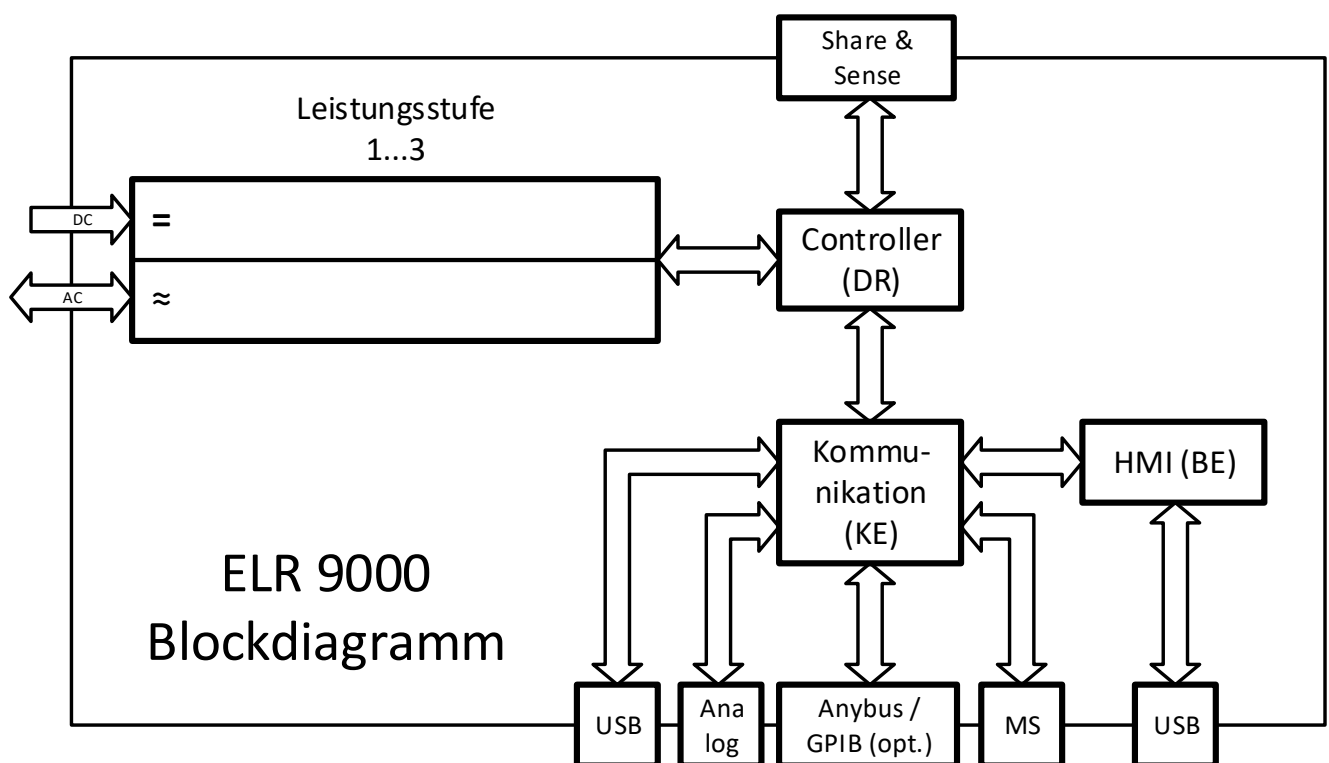 Share &
Sense
Leistungsstufe
1...3
DC
=
AC
≈
Controller
(DR)
Kommu-
nikation
(KE)
HMI (BE)
ELR 9000
Blockdiagramm
USB
Ana
log
Anybus /
GPIB (opt.)
MS
USB